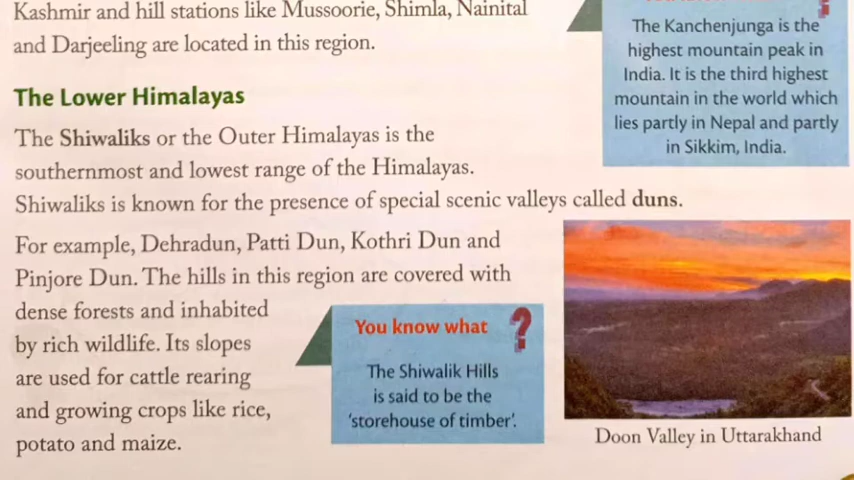 Kashmir and hill stations like Mussoorie, Shimla, Nainital
and Darjeeling are located in this region.
The Kanchenjunga is the
highest mountain peak in
India. It is the third highest
mountain in the world which
lies partly in Nepal and partly
in Sikkim, India.
The Lower Himalayas
The Shiwaliks or the Outer Himalayas is the
southernmost and lowest range of the Himalayas.
Shiwaliks is known for the presence of special scenic valleys called duns.
For example, Dehradun, Patti Dun, Kothri Dun and
Pinjore Dun. The hills in this region are covered with
dense forests and inhabited
by rich wildlife. Its slopes
are used for cattle rearing
and growing crops like rice,
potato and maize.
You know what ?
The Shiwalik Hills
is said to be the
'storehouse of timber'.
Doon Valley in Uttarakhand